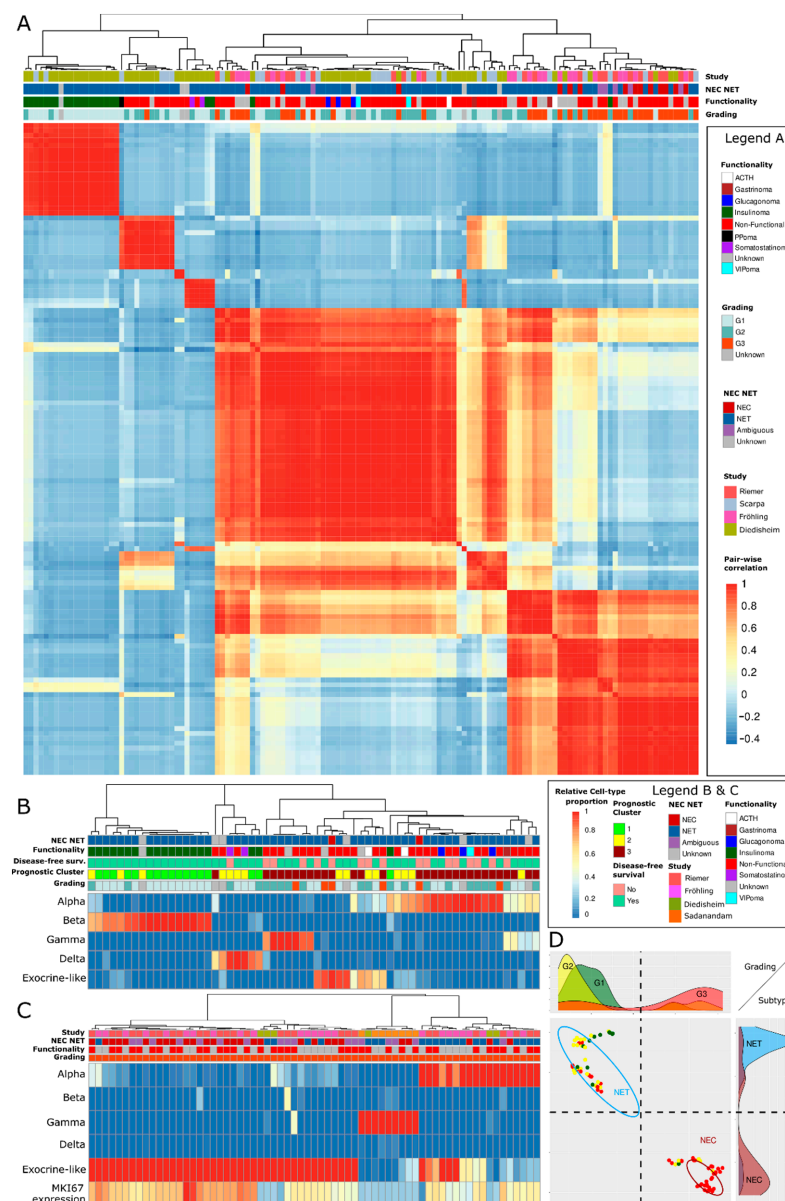 A
Study
NEC NET
Functionality
Grading
Legend A
Functionality
ACTH
Gastrinoma
Glucagonoma
Insulinoma
Non-Functional
PPoma
Somatostatinom
Unknown
VIPoma
Grading
G1
G2
G3
Unknown
NEC NET
NEC
NET
Ambiguous
Unknown
Study
Riemer
Scarpa
Fröhling
Diedisheim
Pair-wise
correlation
1
0.8
0.6
0.4
0.2
0
−0.2
−0.4
B
NEC NET
Functionality
Disease-free surv.
Prognostic Cluster
Grading
Alpha
Beta
Gamma
Delta
Exocrine-like
Legend B & C
Relative Cell-type
proportion
1
0.8
0.6
0.4
0.2
0
Prognostic
Cluster
1
2
3
Disease-free
survival
No
Yes
NEC NET
NEC
NET
Ambiguous
Unknown
Study
Riemer
Fröhling
Diedisheim
Sadanandam
Functionality
ACTH
Gastrinoma
Glucagonoma
Insulinoma
Non-Functional
Somatostatino
Unknown
VIPoma
C
Study
NEC NET
Functionality
Grading
Alpha
Beta
Gamma
Delta
Exocrine-like
MKI67
expression
D
G2
G1
G3
Grading
Subtyp
NET
NET
NEC
NEC